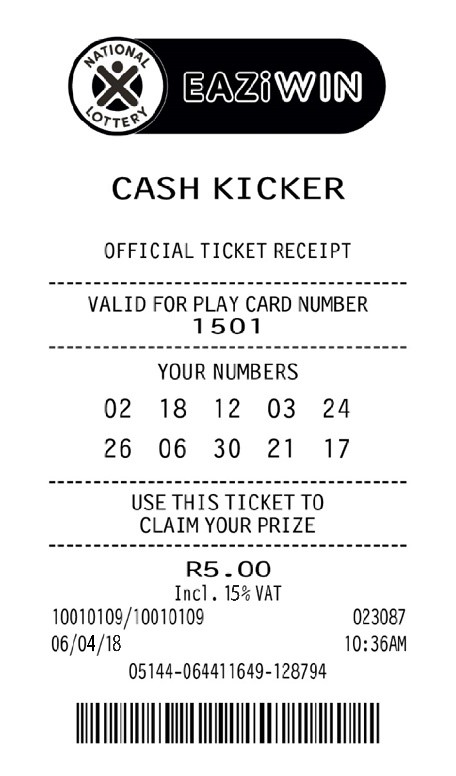 NATIONAL
LOTTERY
EAZiWIN
CASH KICKER
OFFICIAL TICKET RECEIPT
VALID FOR PLAY CARD NUMBER
1501
YOUR NUMBERS
02 18 12 03 24
26 06 30 21 17
USE THIS TICKET TO
CLAIM YOUR PRIZE
R5.00
Incl. 15% VAT
10010109/10010109 023087
06/04/18 10:36AM
05144-064411649-128794